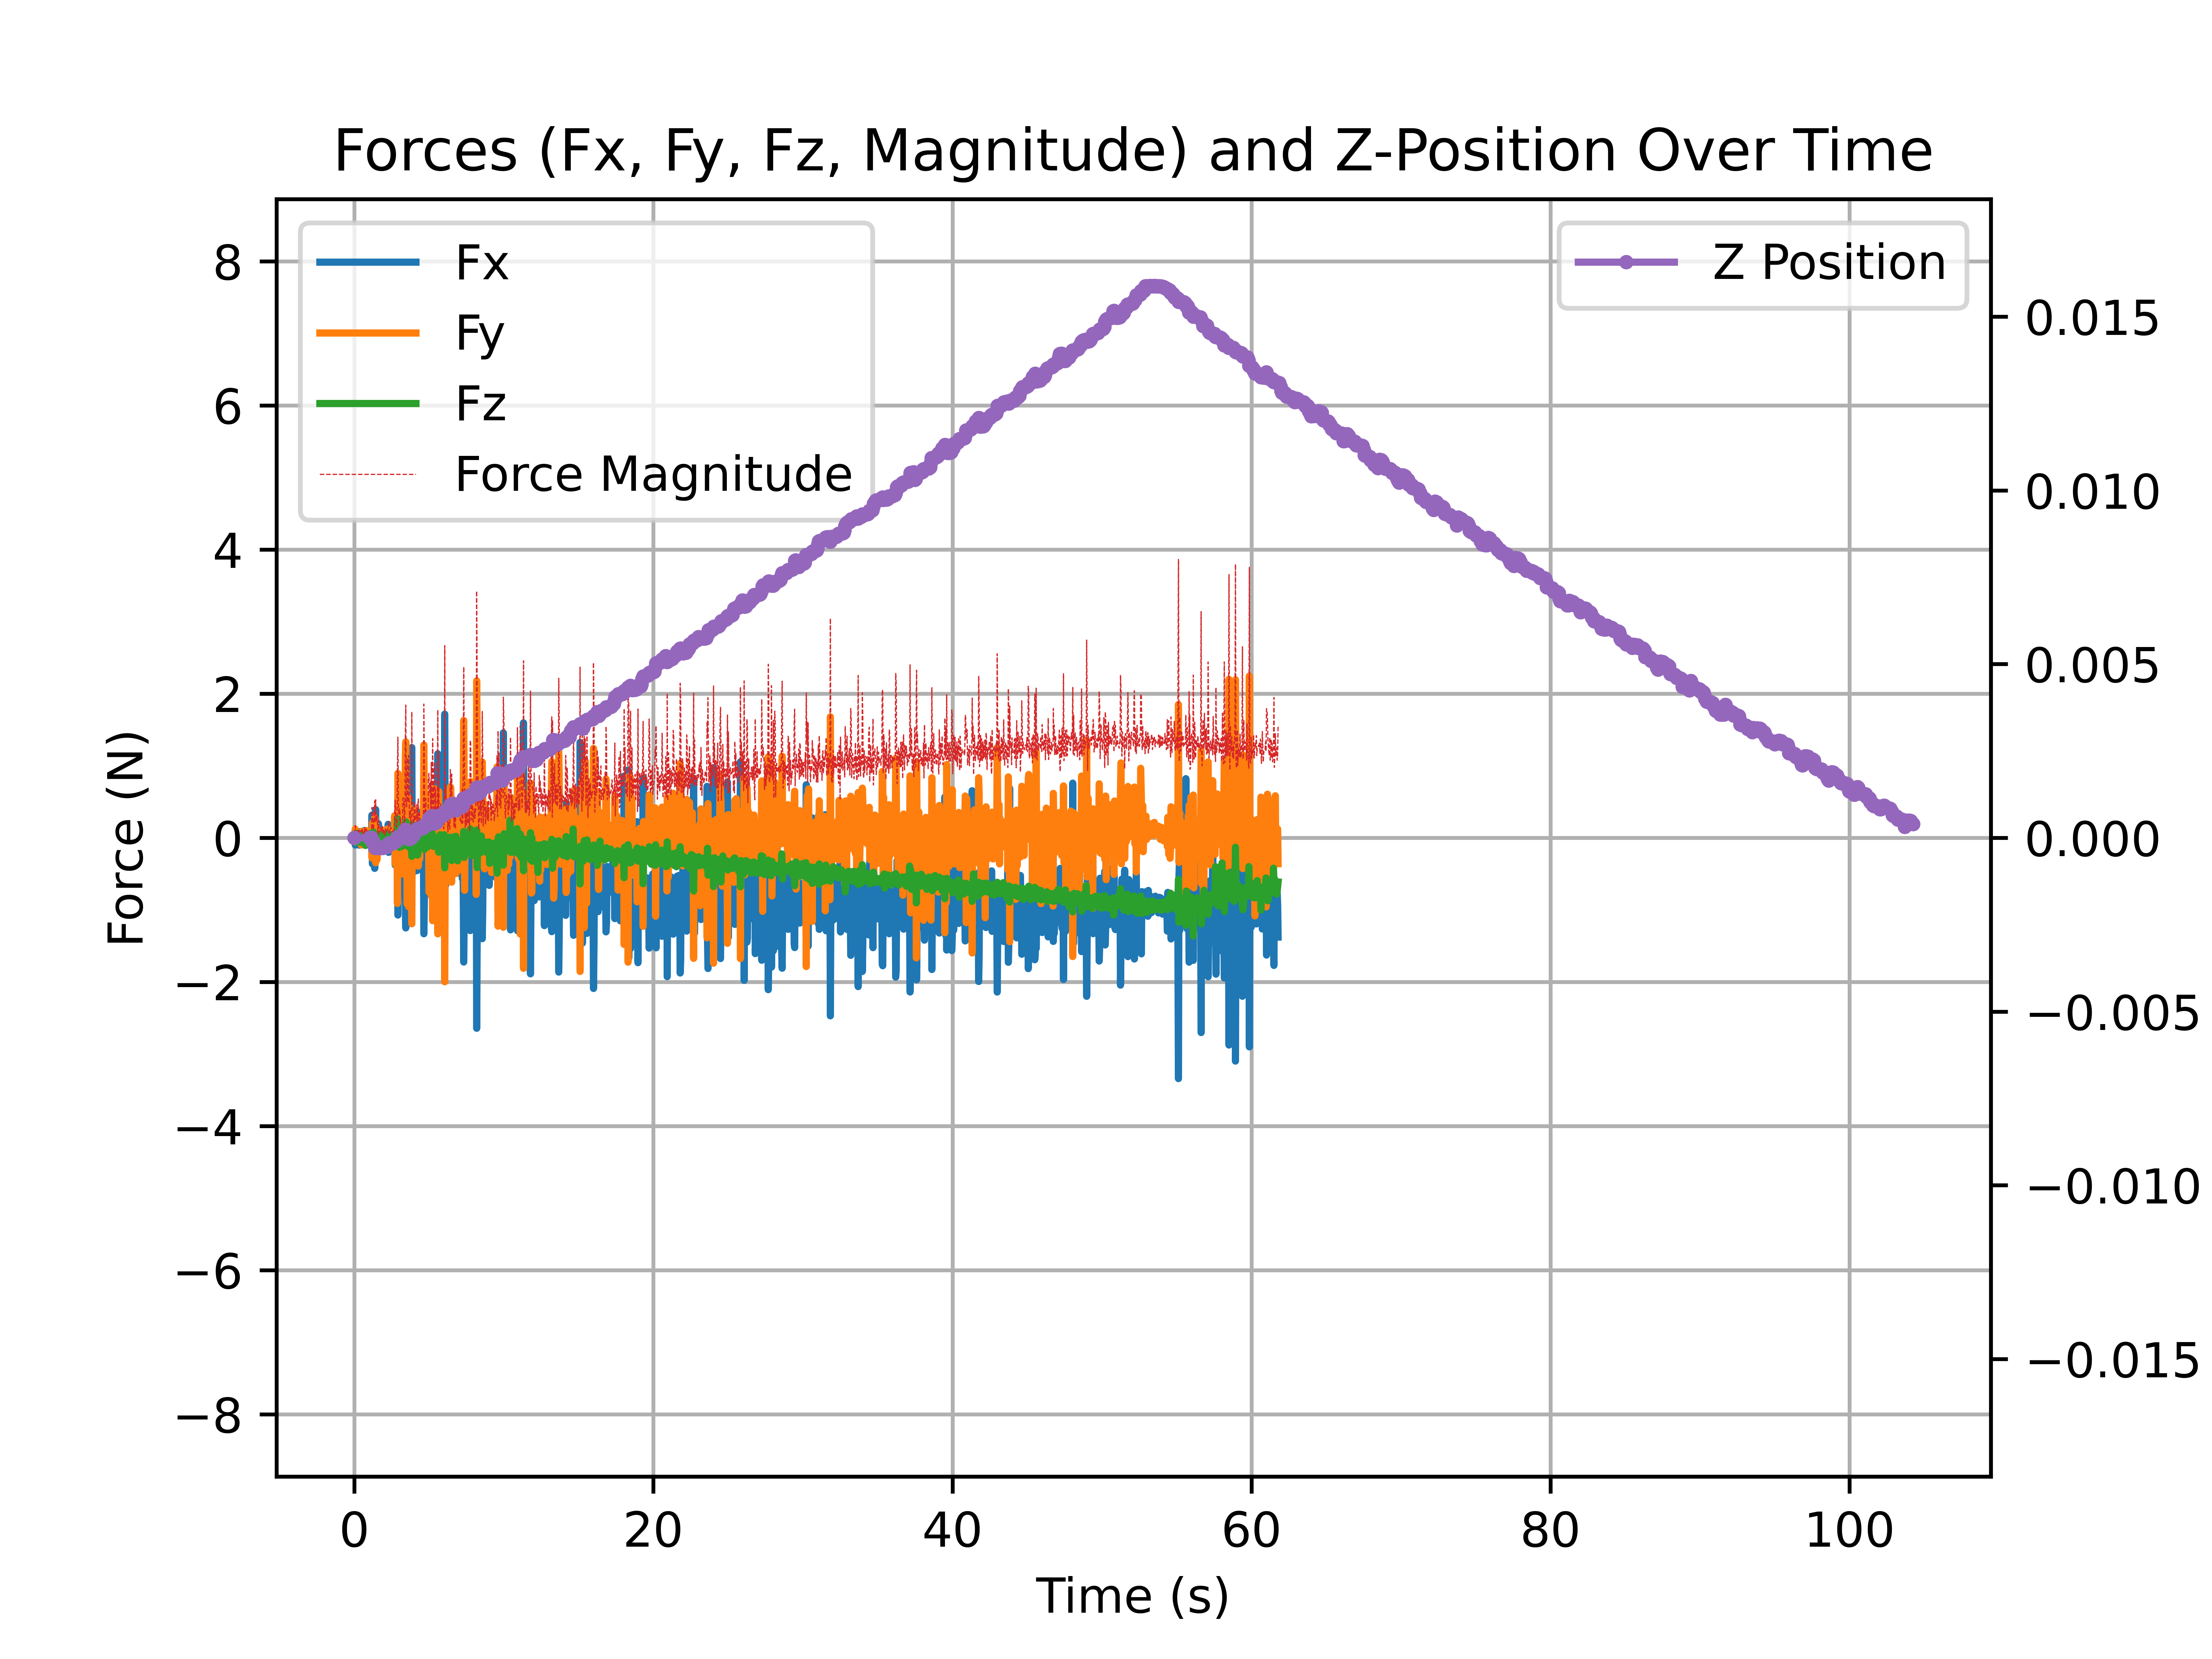 Forces (Fx, Fy, Fz, Magnitude) and Z-Position Over Time
Fx
Fy
Fz
Force Magnitude
Z Position
Force (N)
8
6
4
2
0
−2
−4
−6
−8
0.015
0.010
0.005
0.000
−0.005
−0.010
−0.015
0 20 40 60 80 100
Time (s)